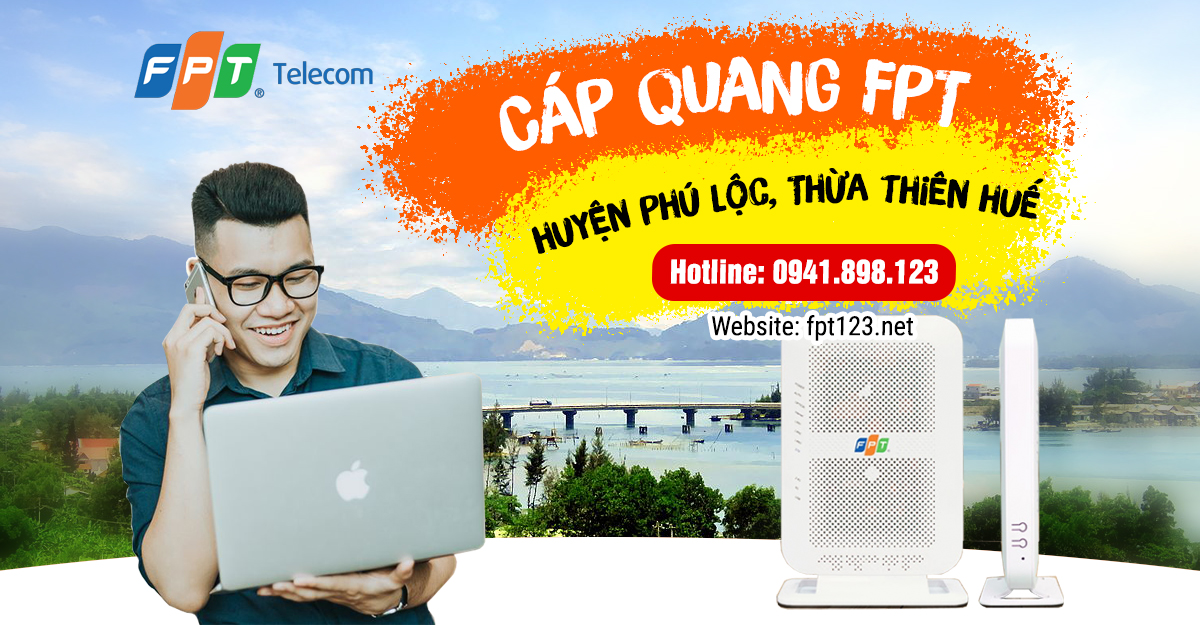 FPT Telecom
CÁP QUANG FPT
HUYỆN PHÚ LỘC, THỪA THIÊN HUẾ
Hotline: 0941.898.123
Website: fpt123.net
FPT